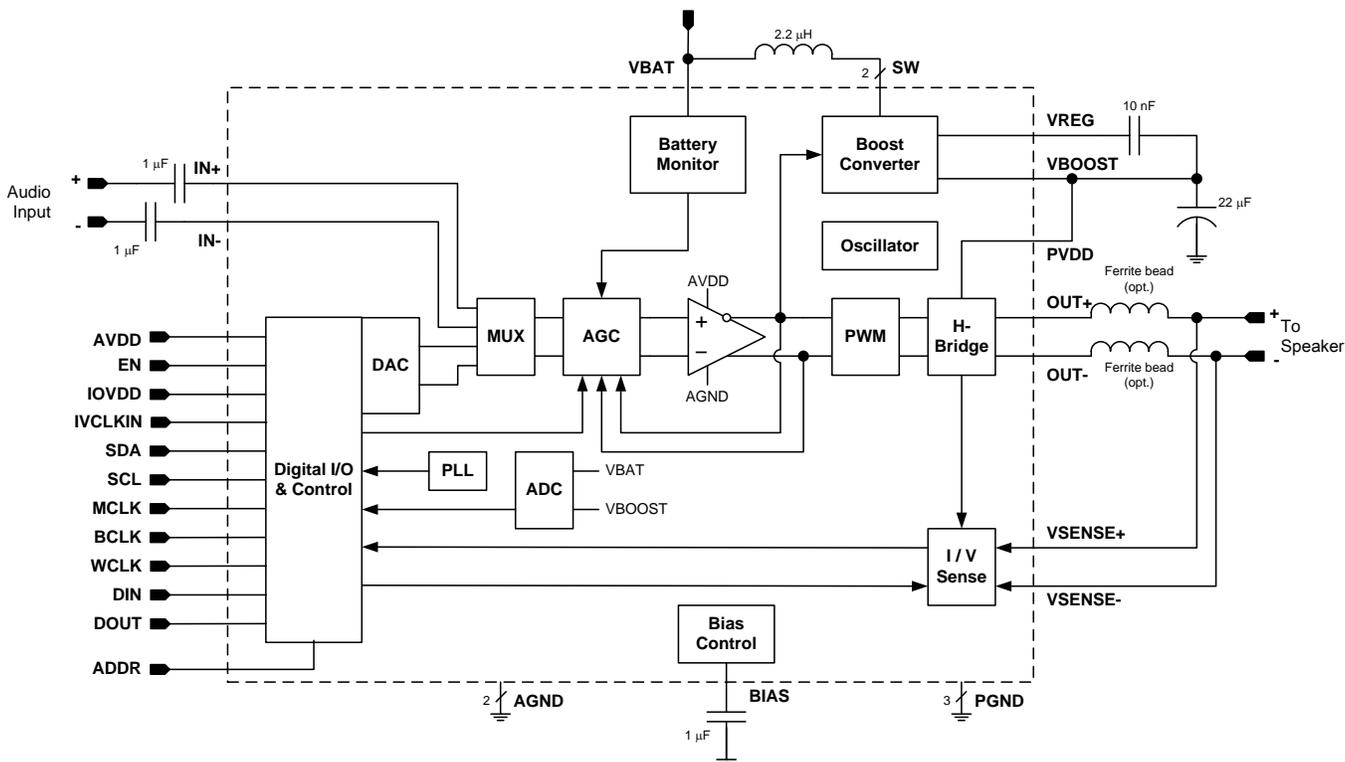 2.2 μH
VBAT
2
SW
10 nF
VREG
Battery
Monitor
Boost
Converter
VBOOST
1 μF
IN+
+
Audio
Input
-
1 μF
IN-
22 μF
Oscillator
PVDD
Ferrite bead
(opt.)
AVDD
OUT+
MUX
AGC
+
−
PWM
H-
Bridge
+
To
Speaker
-
OUT-
Ferrite bead
(opt.)
AGND
DAC
AVDD
EN
IOVDD
IVCLKIN
SDA
SCL
MCLK
BCLK
WCLK
DIN
DOUT
ADDR
Digital I/O
& Control
PLL
ADC
VBAT
VBOOST
I / V
Sense
VSENSE+
VSENSE-
Bias
Control
2
AGND
BIAS
1 μF
3
PGND